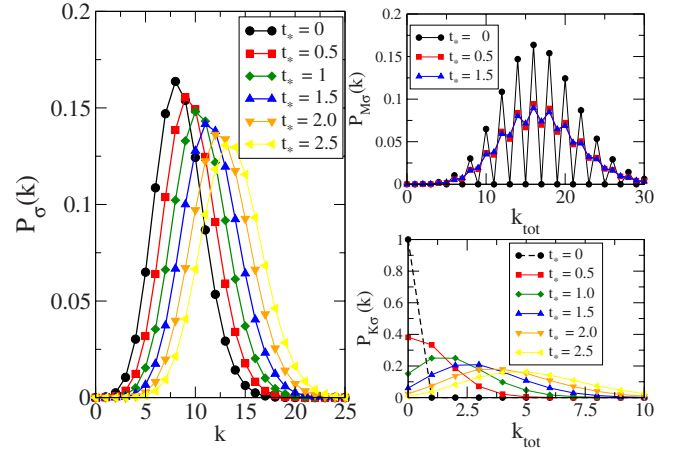 P_σ(k)
0.2
0.15
0.1
0.05
0
0
5
10
15
20
25
k
t_* = 0
t_* = 0.5
t_* = 1
t_* = 1.5
t_* = 2.0
t_* = 2.5
P_{Mσ}(k)
0.2
0.15
0.1
0.05
0
0
10
20
30
k_tot
t_* = 0
t_* = 0.5
t_* = 1.5
P_{Kσ}(k)
1
0.8
0.6
0.4
0.2
0
0
2.5
5
7.5
10
k_tot
t_* = 0
t_* = 0.5
t_* = 1.0
t_* = 1.5
t_* = 2.0
t_* = 2.5